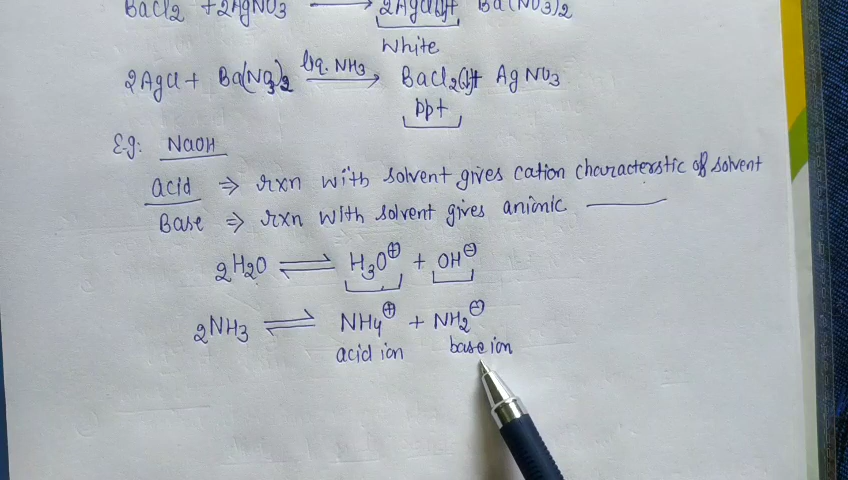 BaCl2 + 2AgNO3 → 2AgCl(↓)+ Ba(NO3)2
White
2AgCl + Ba(NO3)2 liq. NH3 → BaCl2(↓)+ AgNO3
ppt
E.g: NaOH
acid ⇒ rxn with solvent gives cation characterstic of solvent
Base ⇒ rxn with solvent gives anionic
2H2O ⇌ H3O⊕ + OH⊖
2NH3 ⇌ NH4⊕ + NH2⊖
acid ion base ion